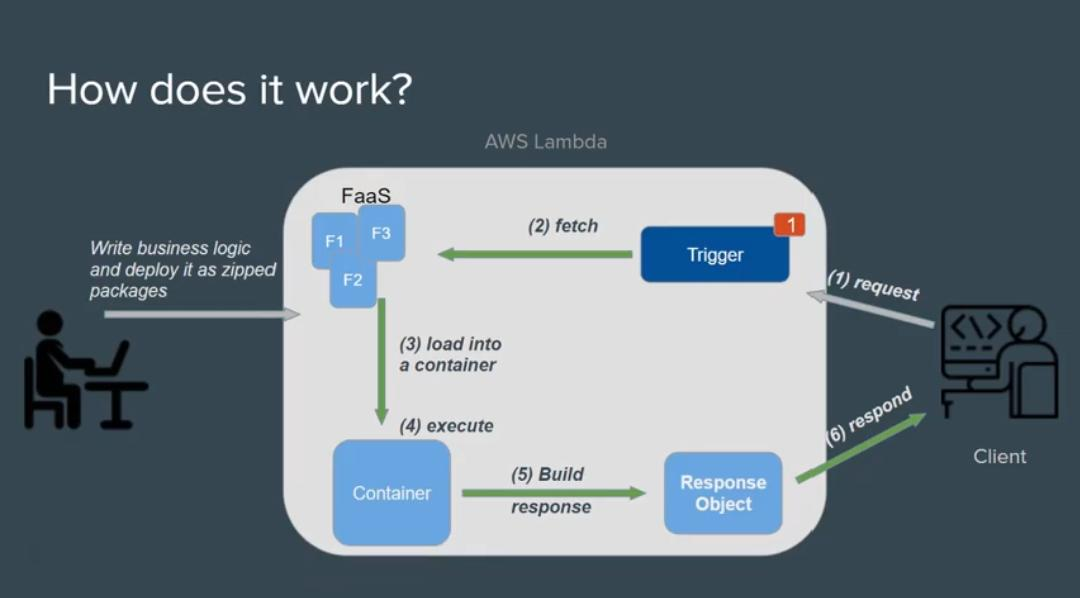 How does it work?
AWS Lambda
FaaS
F1
F3
F2
Write business logic
and deploy it as zipped
packages
(2) fetch
Trigger
1
(1) request
(3) load into
a container
(4) execute
Container
(5) Build
response
Response
Object
(6) respond
Client